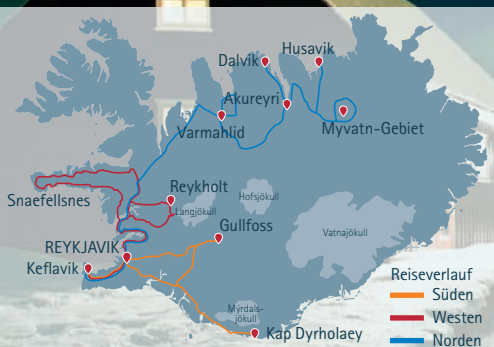 Husavik
Dalvik
Akureyri
Varmahlid
Myvatn-Gebiet
Snaefellsnes
Reykholt
Langjökull
Hofsjökull
Gullfoss
Vatnajökull
REYKJAVIK
Keflavik
Myrdals-
jökull
Kap Dyrholaey
Reiseverlauf
Süden
Westen
Norden